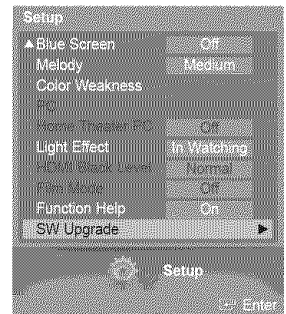 Setup
▲Blue Screen Off
Melody Medium
Color Weakness
PC
Home Theater PC Off
Light Effect In Watching
HDMI Black Level Normal
Film Mode Off
Function Help On
SW Upgrade ►
Setup
Enter